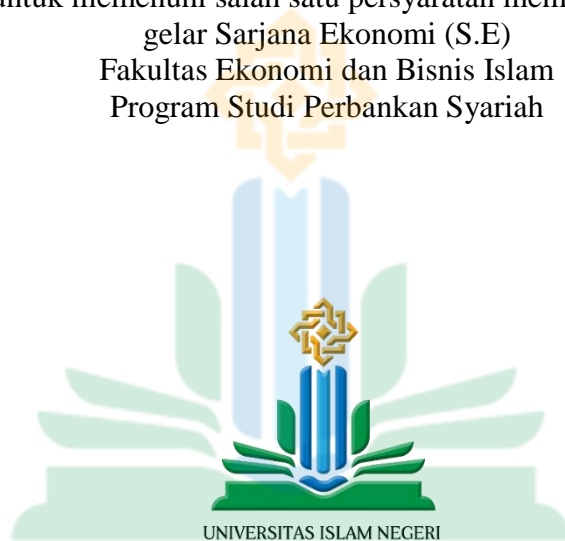 untuk memenuhi salah satu persyaratan
gelar Sarjana Ekonomi (S.E)
Fakultas Ekonomi dan Bisnis Islam
Program Studi Perbankan Syariah
UNIVERSITAS ISLAM NEGERI